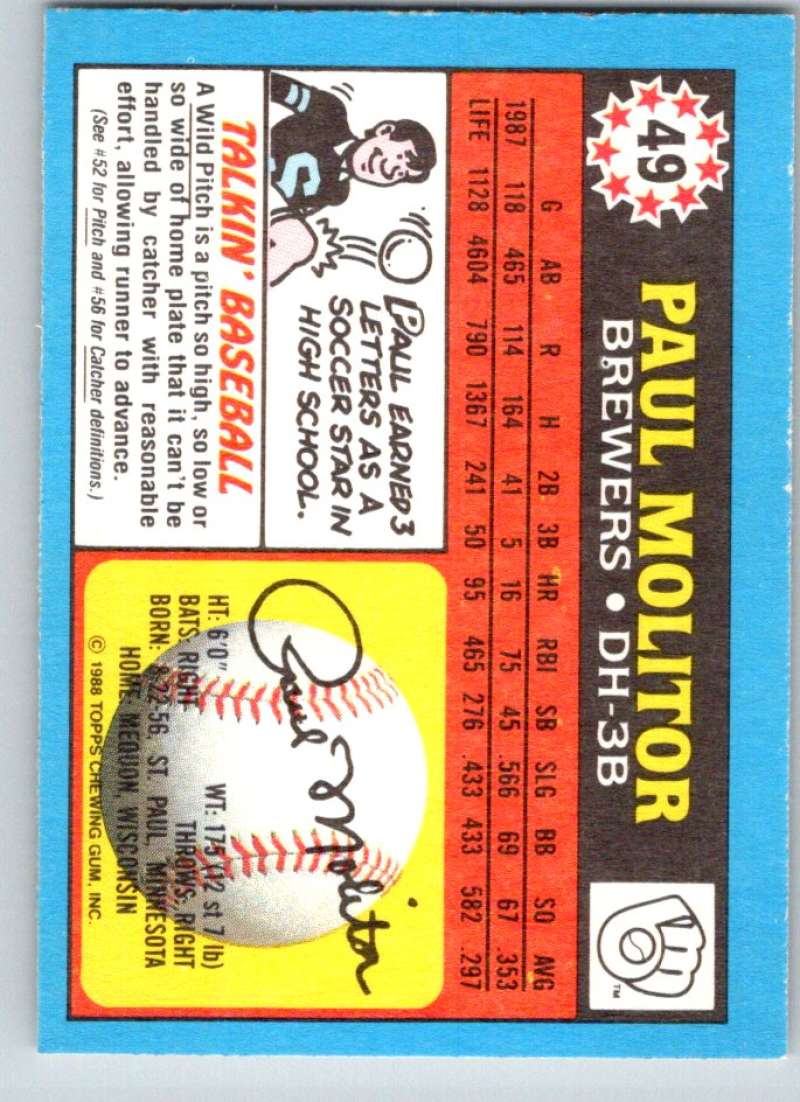 49
PAUL MOLITOR
BREWERS • DH-3B
TM
G AB R H 2B 3B HR RBI SB SLG BB SO AVG
1987 118 465 114 164 41 5 16 75 45 .566 69 67 .353
LIFE 1128 4604 790 1367 241 50 95 465 276 .433 433 582 .297
S
PAUL EARNED 3
LETTERS AS A
SOCCER STAR IN
HIGH SCHOOL.
TALKIN' BASEBALL
A Wild Pitch is a pitch so high, so low or
so wide of home plate that it can't be
handled by catcher with reasonable
effort, allowing runner to advance.
(See #52 for Pitch and #56 for Catcher definitions.)
Paul Molitor
HT: 6'0" WT: 175 (12 st 7 lb)
BATS: RIGHT THROWS: RIGHT
BORN: 8-22-56, ST. PAUL, MINNESOTA
HOME: MEQUON, WISCONSIN
© 1988 TOPPS CHEWING GUM, INC.